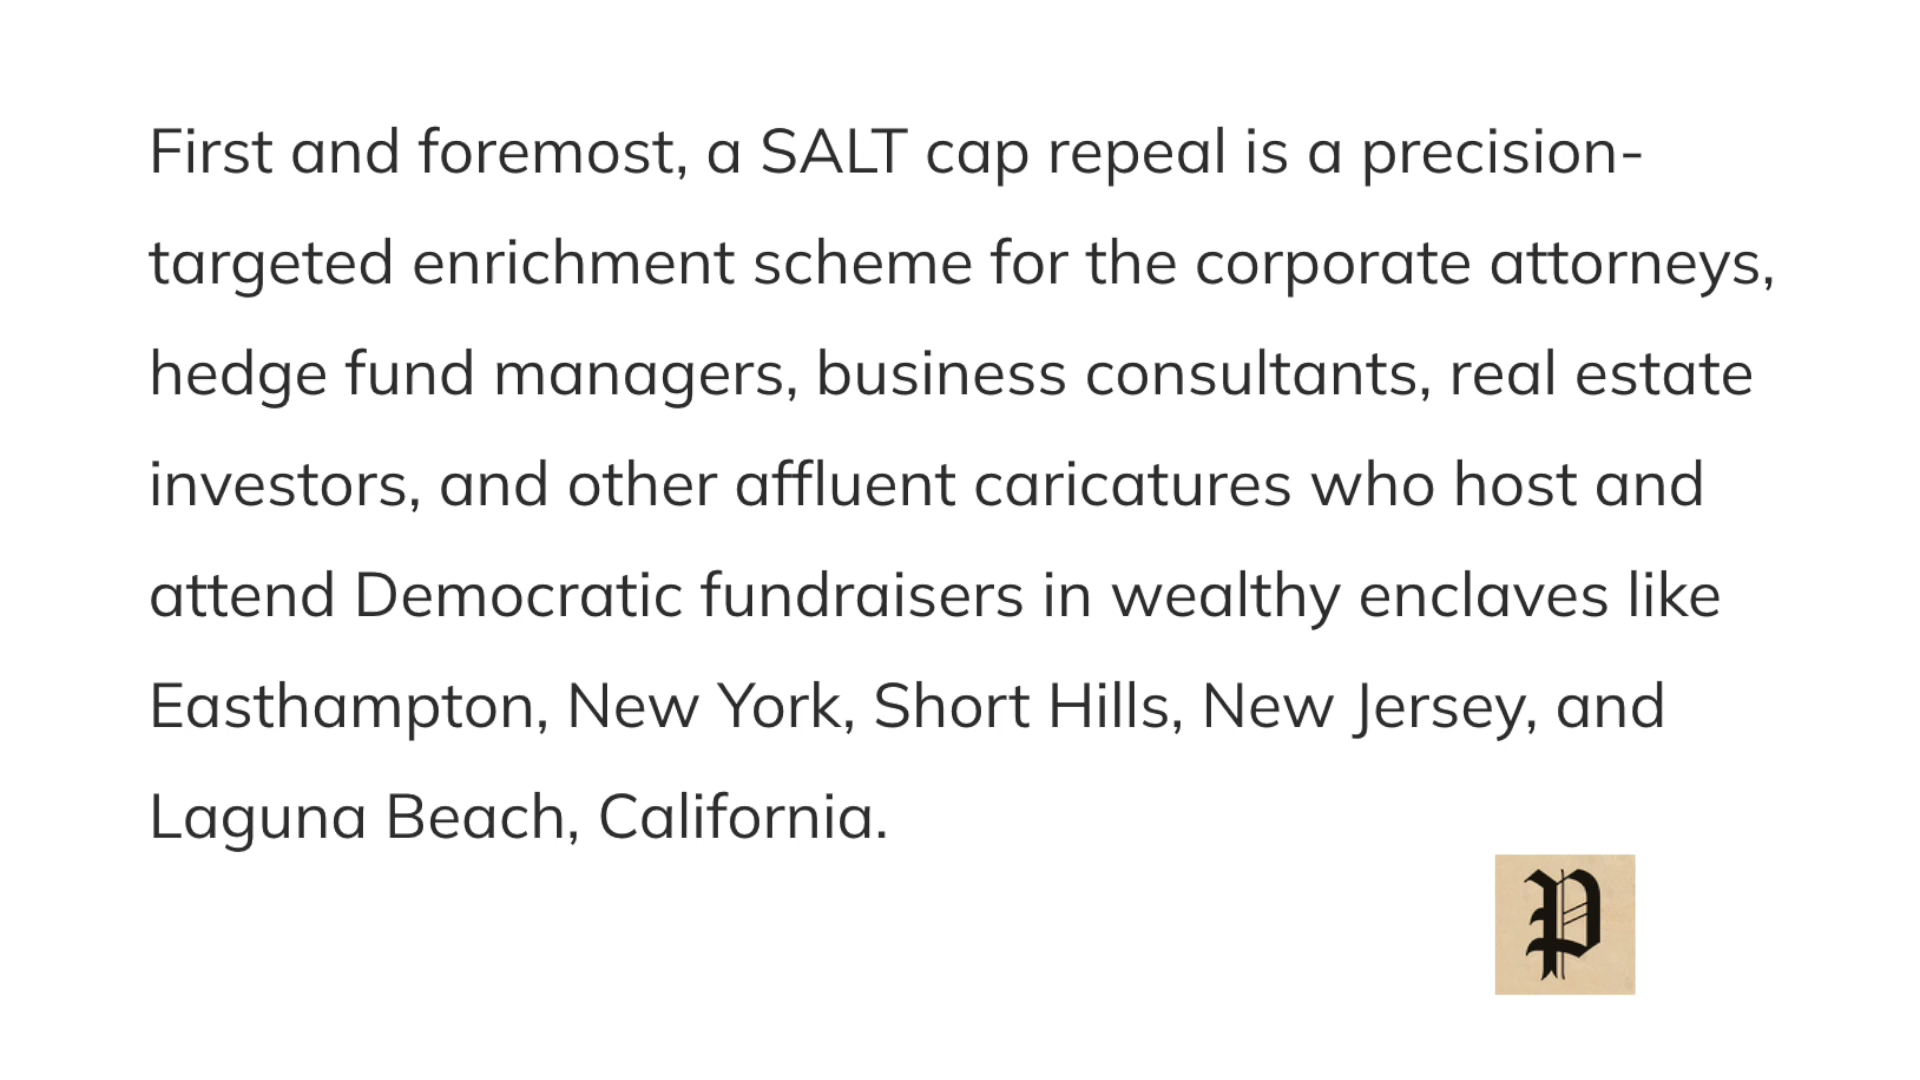 First and foremost, a SALT cap repeal is a precision-
targeted enrichment scheme for the corporate attorneys,
hedge fund managers, business consultants, real estate
investors, and other affluent caricatures who host and
attend Democratic fundraisers in wealthy enclaves like
Easthampton, New York, Short Hills, New Jersey, and
Laguna Beach, California.
P